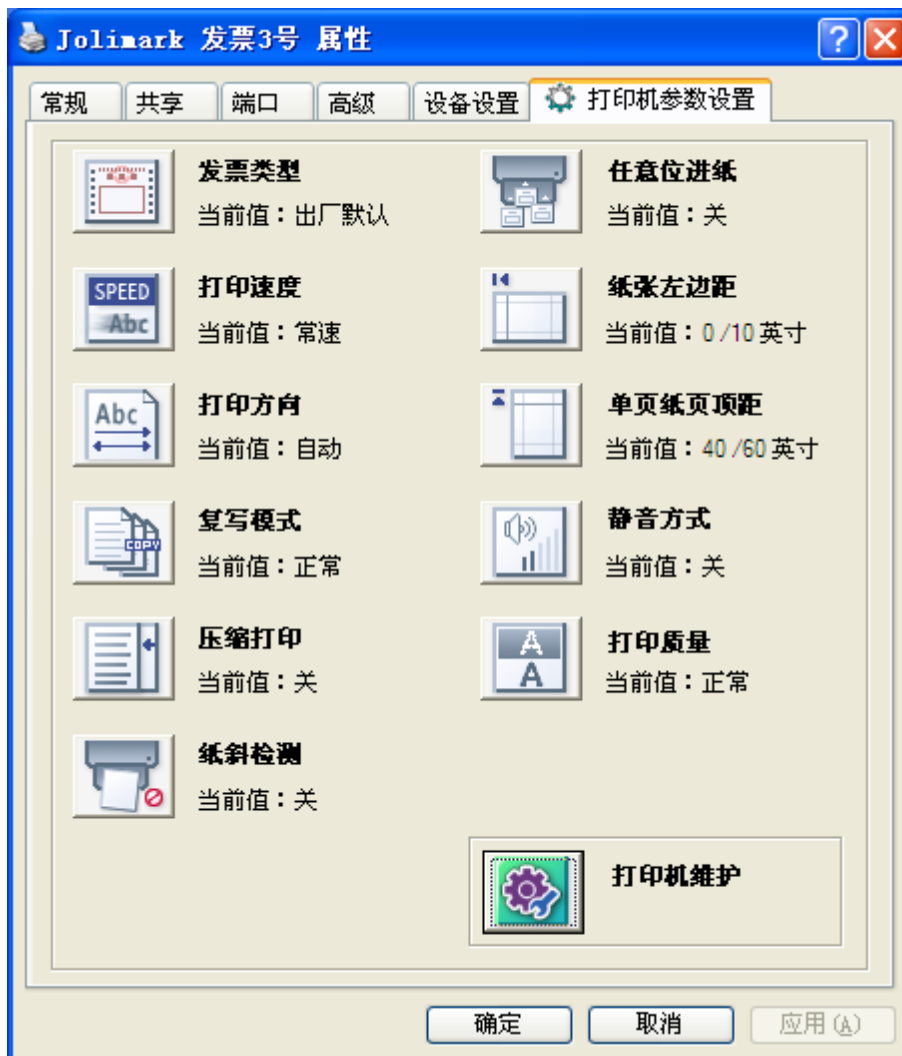 Jolimark 发票3号 属性
常规 共享 端口 高级 设备设置 打印机参数设置
发票类型
当前值：出厂默认
任意位进纸
当前值：关
SPEED
Abc
打印速度
当前值：常速
纸张左边距
当前值：0 /10 英寸
Abc
打印方向
当前值：自动
单页纸页顶距
当前值：40 /60 英寸
COPY
复写模式
当前值：正常
静音方式
当前值：关
压缩打印
当前值：关
A
A
打印质量
当前值：正常
纸斜检测
当前值：关
打印机维护
确定 取消 应用(A)